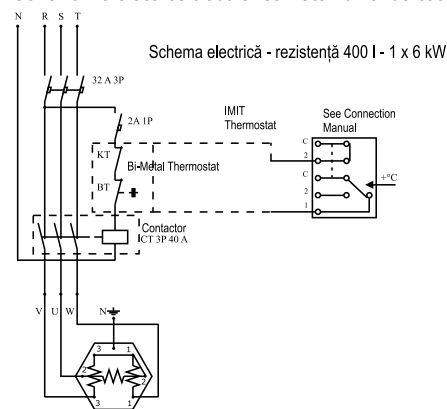 N R S T
Schema electrică - rezistență 400 l - 1 x 6 kW
32 A 3P
2A 1P
IMIT
Thermostat
See Connection
Manual
KT
Bi-Metal Thermostat
BT
C
2
C
2
1
+°C
Contactor
CT 3P 40 A
V U W N
3 1
2 2
3 1